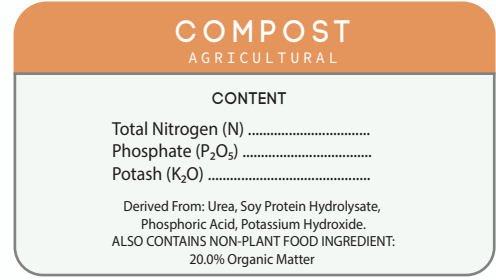 COMPOST
AGRICULTURAL
CONTENT
Total Nitrogen (N) .................................
Phosphate (P₂O₅) ...................................
Potash (K₂O) ............................................
Derived From: Urea, Soy Protein Hydrolysate,
Phosphoric Acid, Potassium Hydroxide.
ALSO CONTAINS NON-PLANT FOOD INGREDIENT:
20.0% Organic Matter